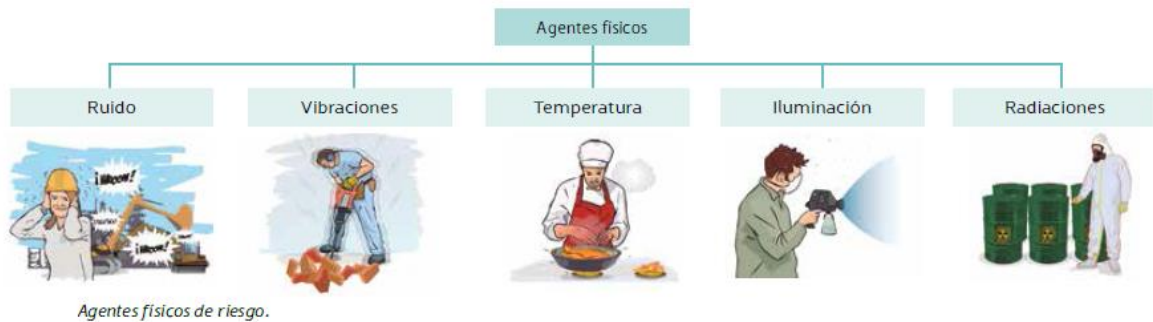 Agentes físicos
Ruido
Vibraciones
Temperatura
Iluminación
Radiaciones
Agentes físicos de riesgo.